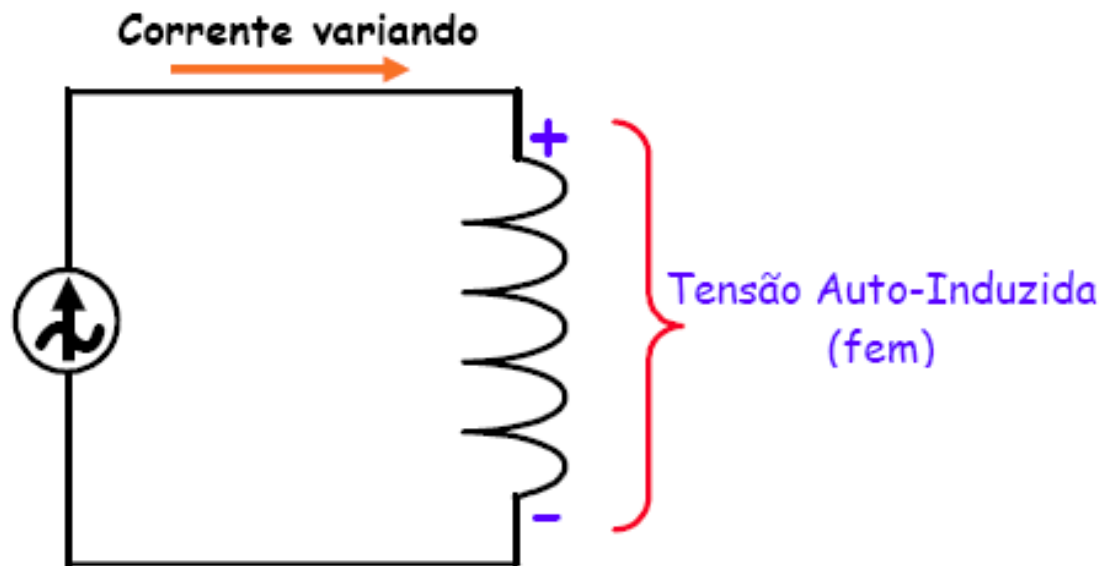 Corrente variando
+
Tensão Auto-Induzida
(fem)
-